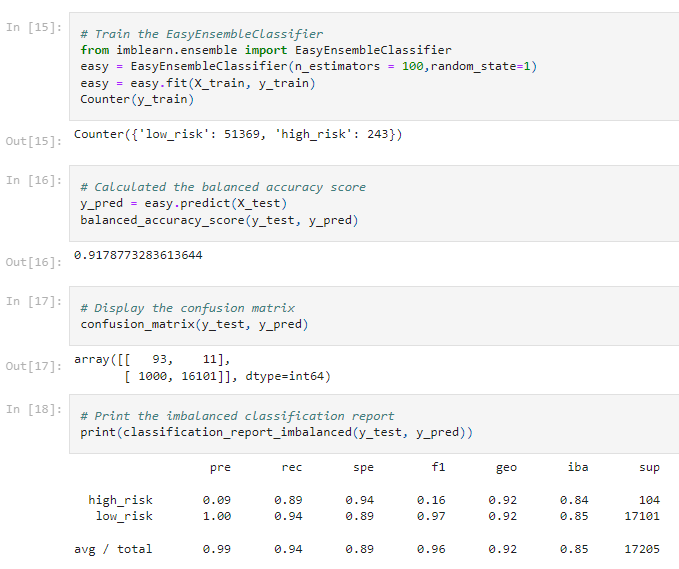 In [15]:
# Train the EasyEnsembleClassifier
from imblearn.ensemble import EasyEnsembleClassifier
easy = EasyEnsembleClassifier(n_estimators = 100,random_state=1)
easy = easy.fit(X_train, y_train)
Counter(y_train)
Out[15]: Counter({'low_risk': 51369, 'high_risk': 243})
In [16]:
# Calculated the balanced accuracy score
y_pred = easy.predict(X_test)
balanced_accuracy_score(y_test, y_pred)
Out[16]: 0.9178773283613644
In [17]:
# Display the confusion matrix
confusion_matrix(y_test, y_pred)
Out[17]: array([[   93,    11],
       [ 1000, 16101]], dtype=int64)
In [18]:
# Print the imbalanced classification report
print(classification_report_imbalanced(y_test, y_pred))
pre rec spe f1 geo iba sup
high_risk 0.09 0.89 0.94 0.16 0.92 0.84 104
low_risk 1.00 0.94 0.89 0.97 0.92 0.85 17101
avg / total 0.99 0.94 0.89 0.96 0.92 0.85 17205